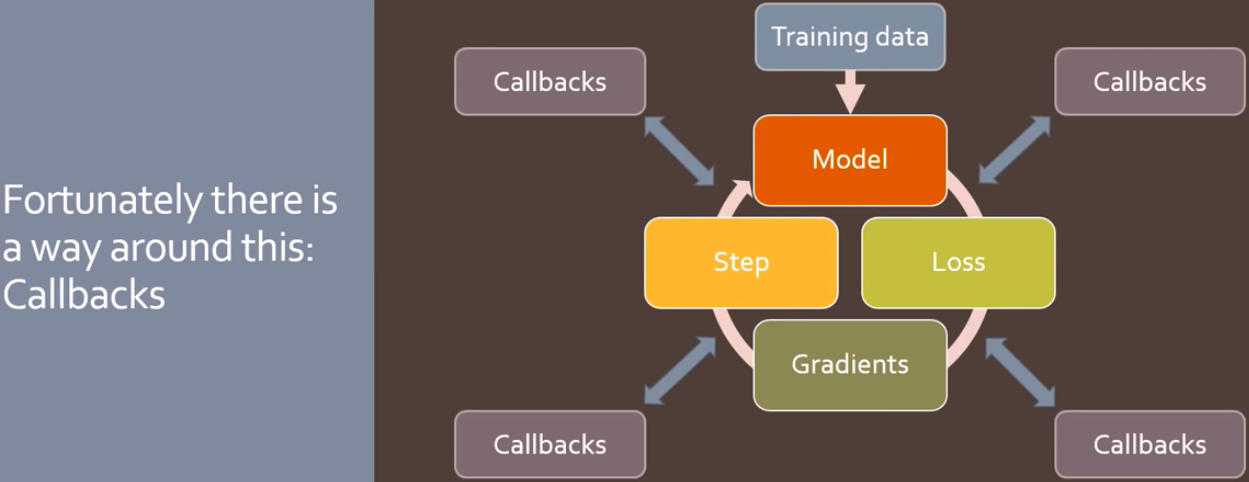 Fortunately there is
a way around this:
Callbacks
Training data
Callbacks
Callbacks
Model
Step
Loss
Gradients
Callbacks
Callbacks